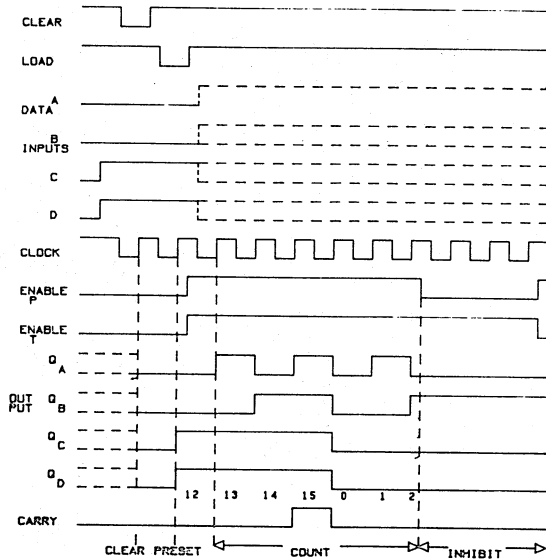 CLEAR
LOAD
A
DATA
B
INPUTS
C
D
CLOCK
ENABLE
P
ENABLE
T
Q
A
OUT
PUT
Q
B
Q
C
Q
D
12 13 14 15 0 1 2
CARRY
CLEAR PRESET COUNT INHIBIT